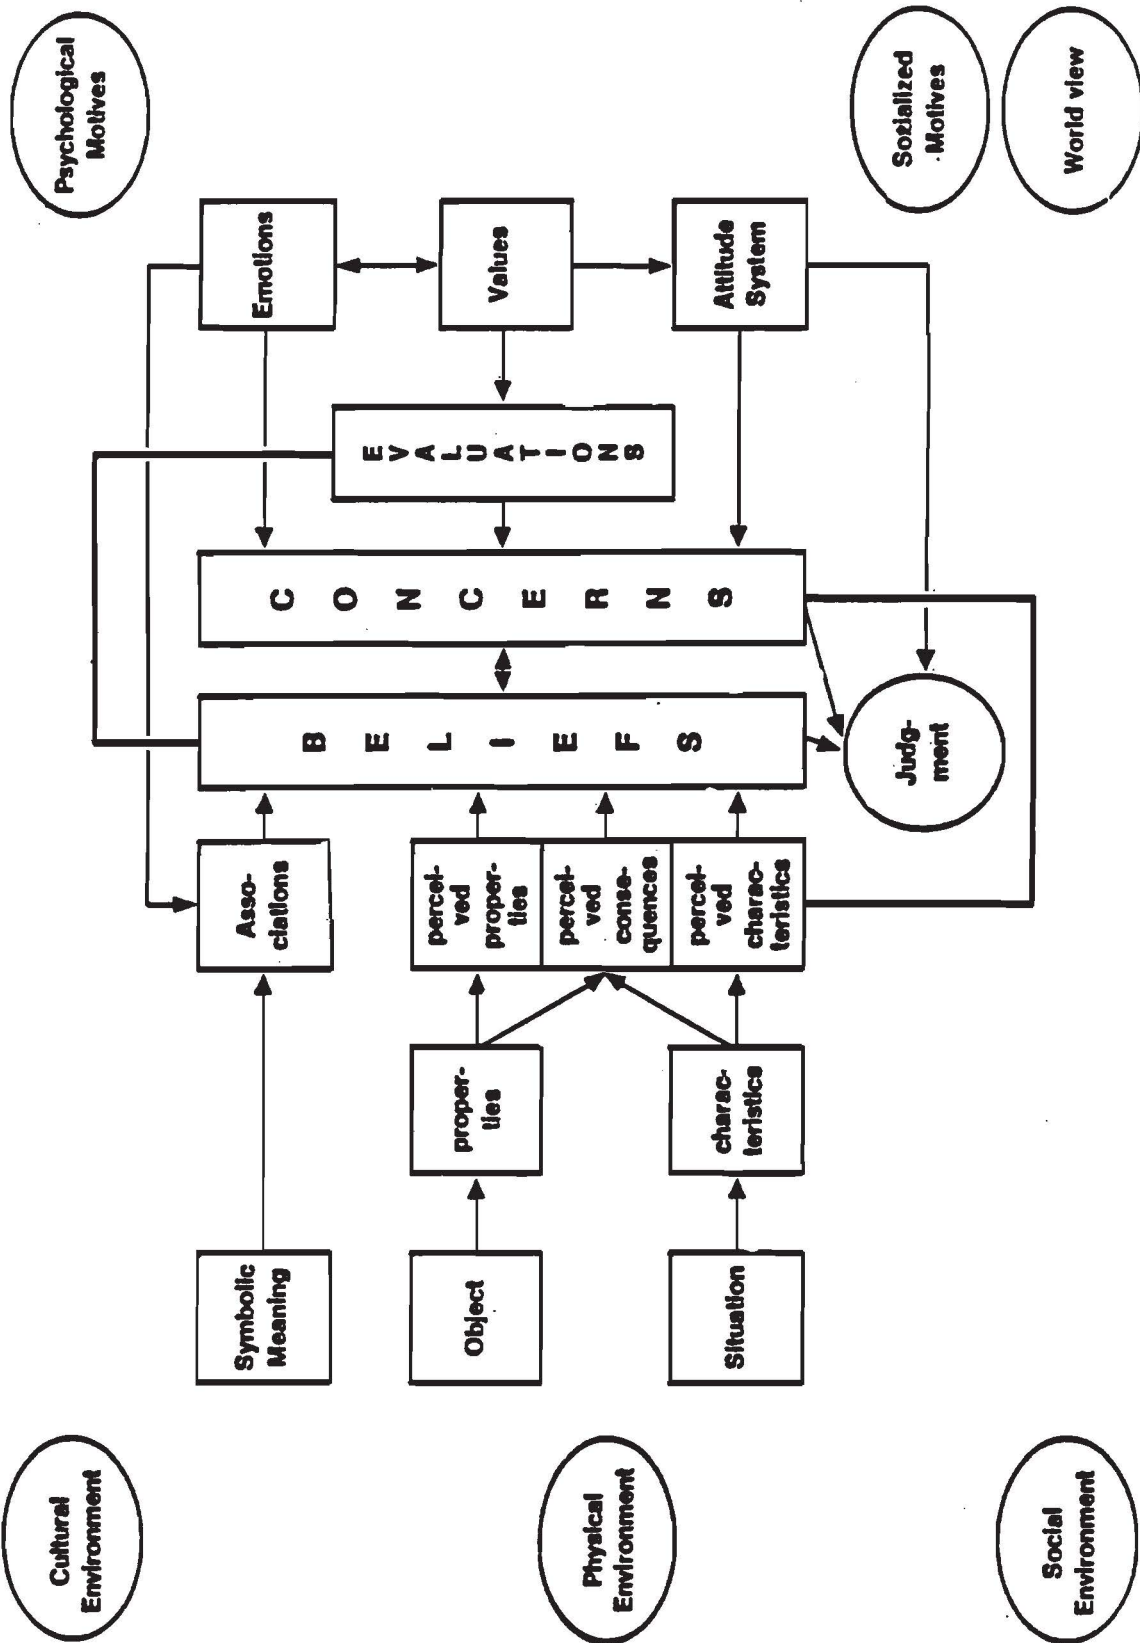 Cultural
Environment
Physical
Environment
Social
Environment
Symbolic
Meaning
Object
Situation
proper-
ties
charac-
teristics
Asso-
ciations
percei-
ved
proper-
ties
percei-
ved
conse-
quences
percei-
ved
charac-
teristics
BELIEFS
CONCERNS
EVALUATIONS
Emotions
Values
Attitude
System
Judg-
ment
Psychological
Motives
Sozialized
Motives
World view